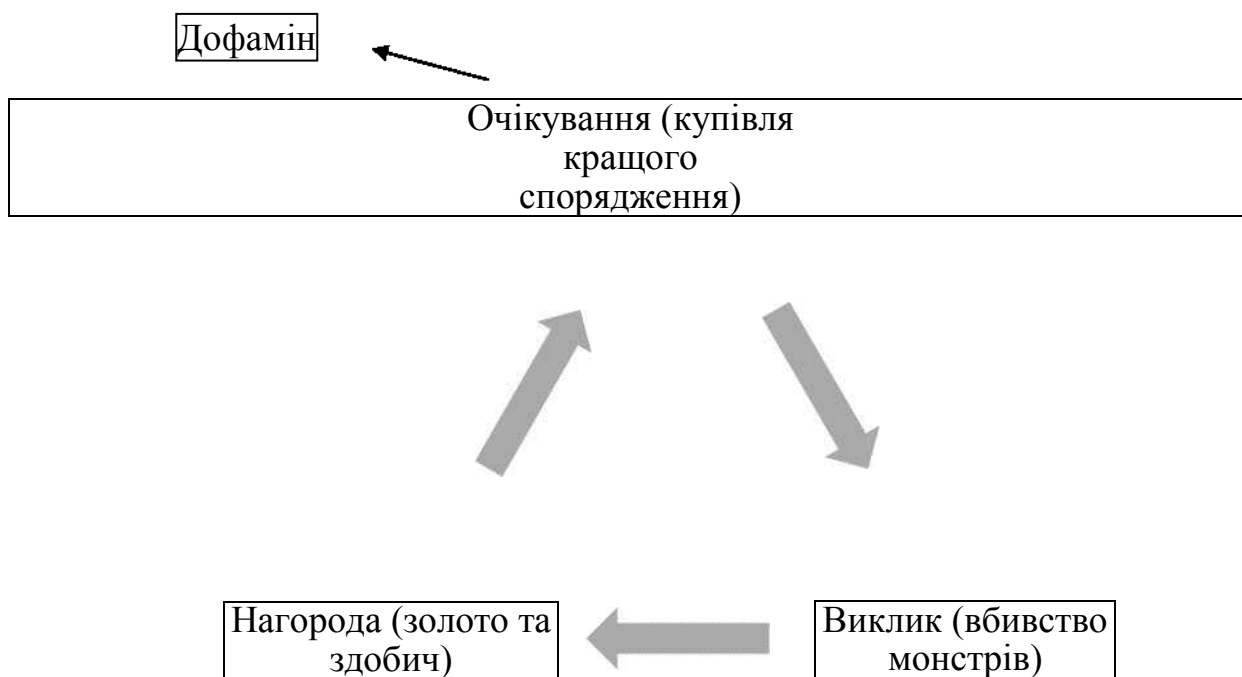 Дофамін
Очікування (купівля
кращого
спорядження)
Нагорода (золото та
здобич)
Виклик (вбивство
монстрів)